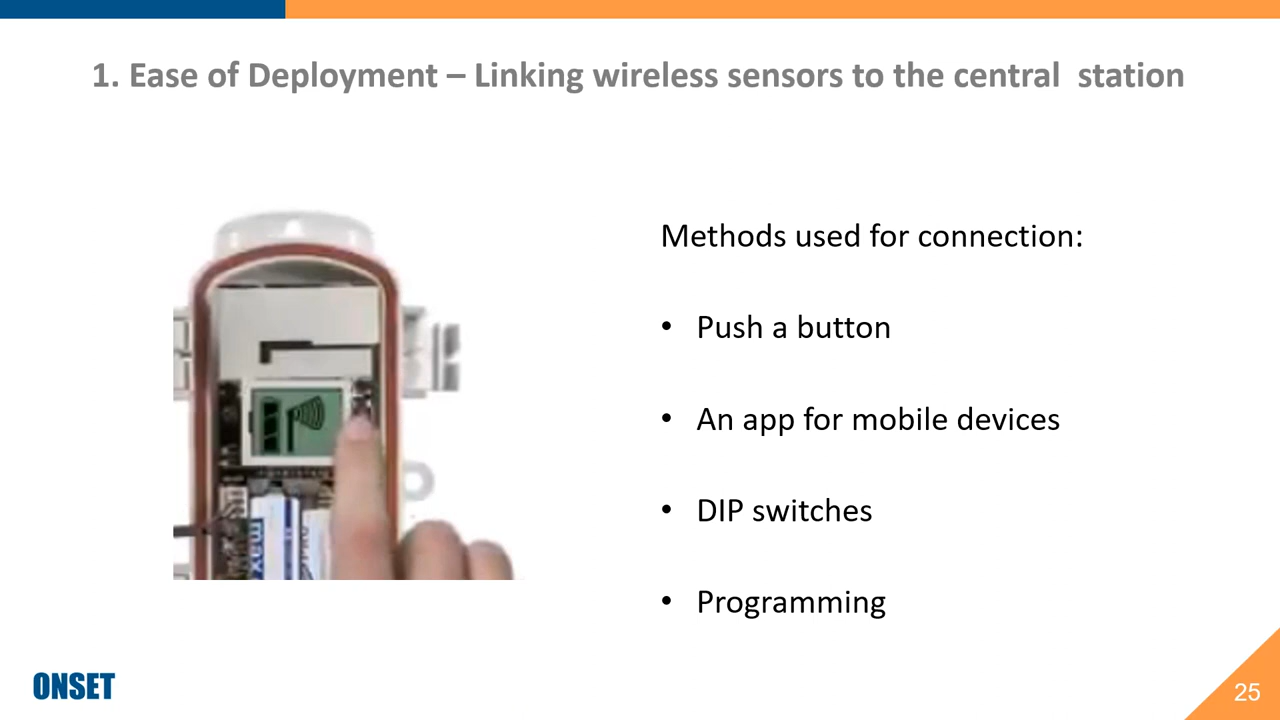 1. Ease of Deployment – Linking wireless sensors to the central  station
Methods used for connection:
• Push a button
• An app for mobile devices
• DIP switches
• Programming
ONSET
25